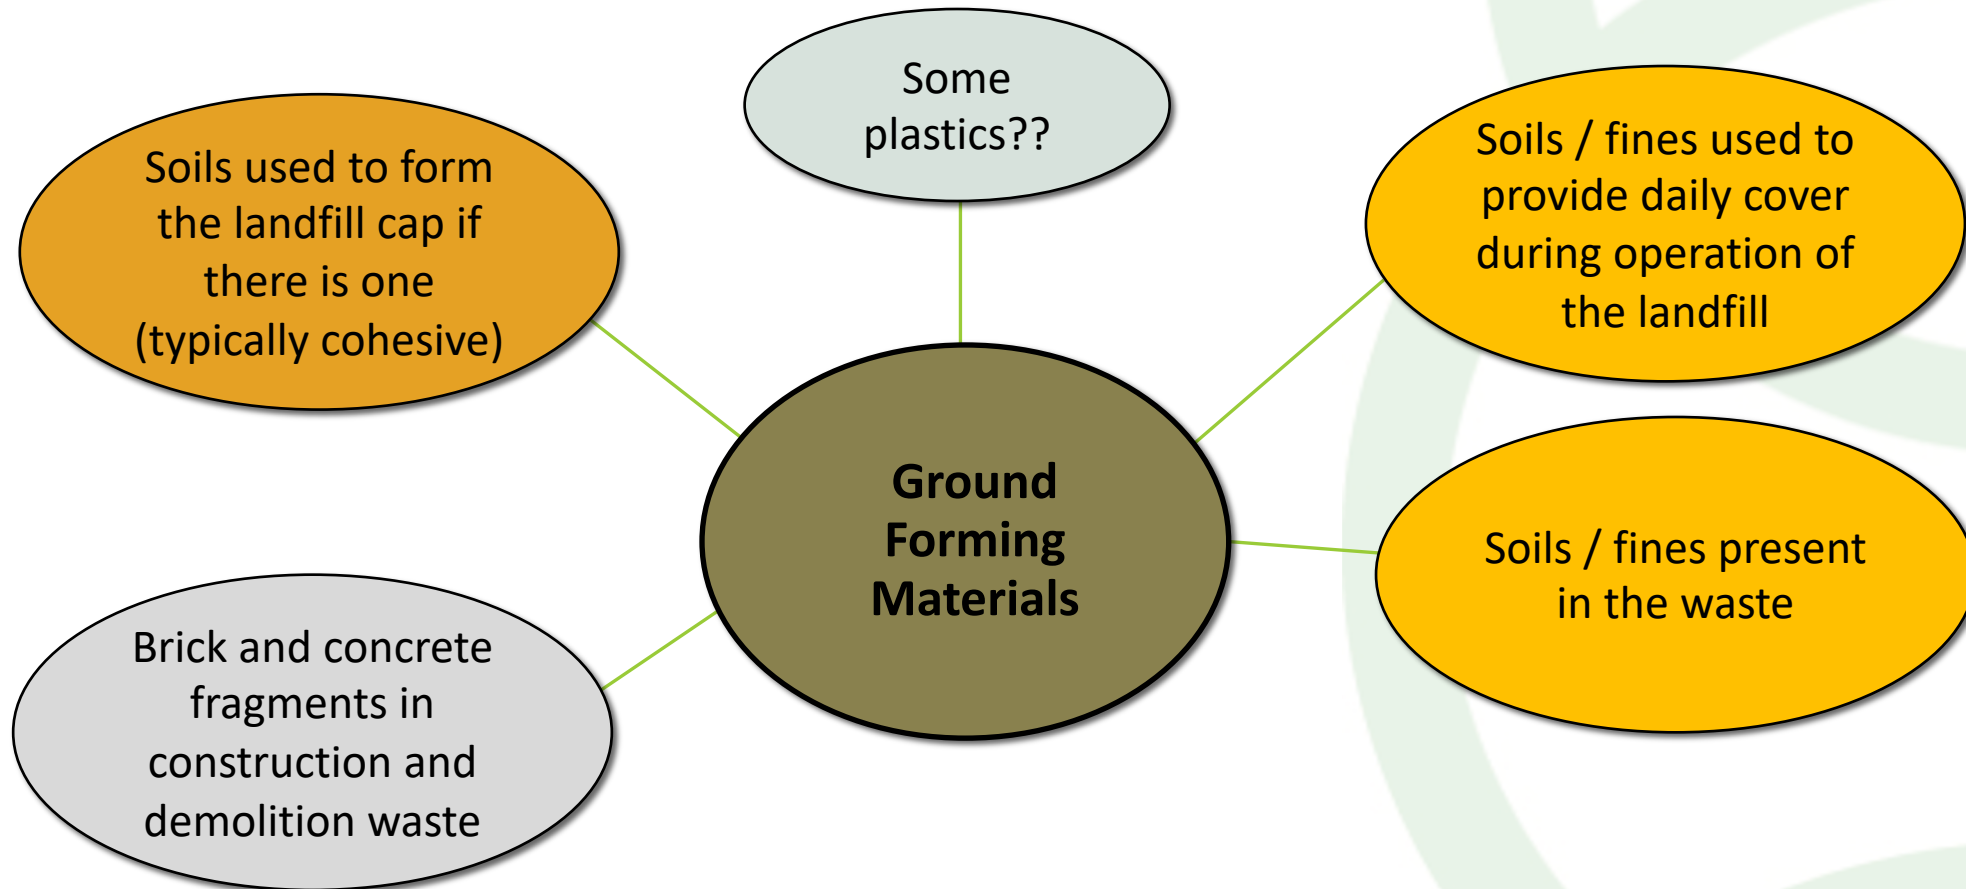 Some
plastics??
Soils used to form
the landfill cap if
there is one
(typically cohesive)
Soils / fines used to
provide daily cover
during operation of
the landfill
Ground
Forming
Materials
Soils / fines present
in the waste
Brick and concrete
fragments in
construction and
demolition waste